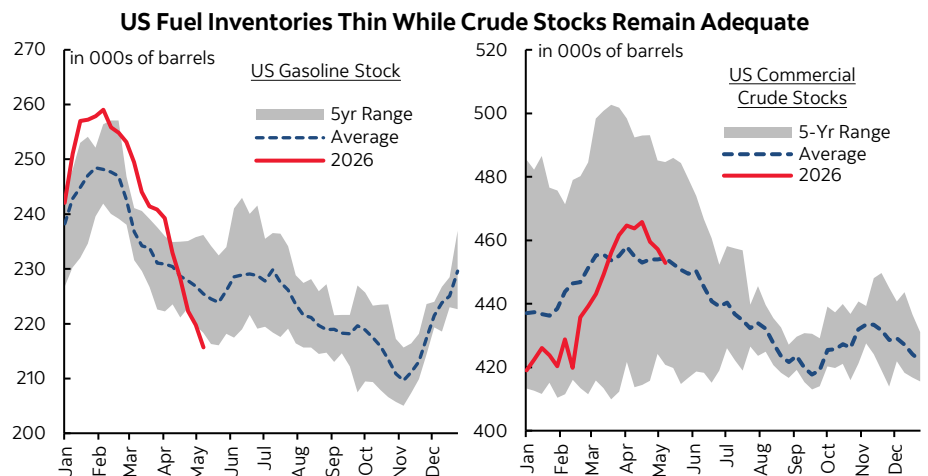 US Fuel Inventories Thin While Crude Stocks Remain Adequate
in 000s of barrels
US Gasoline Stock
5yr Range
Average
2026
270
260
250
240
230
220
210
200
Jan
Feb
Mar
Apr
May
Jun
Jul
Aug
Sep
Oct
Nov
Dec
in 000s of barrels
US Commercial
Crude Stocks
5-Yr Range
Average
2026
520
500
480
460
440
420
400
Jan
Feb
Mar
Apr
May
Jun
Jul
Aug
Sep
Oct
Nov
Dec